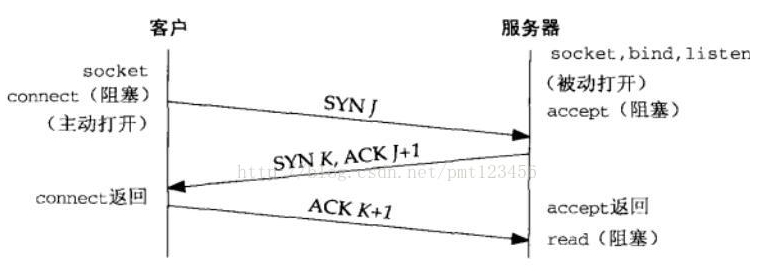 客户
服务器
socket
connect（阻塞）
（主动打开）
socket,bind,listen
（被动打开）
accept（阻塞）
SYN J
SYN K, ACK J+1
http://blog.csdn.net/pmt123456
connect返回
ACK K+1
accept返回
read（阻塞）